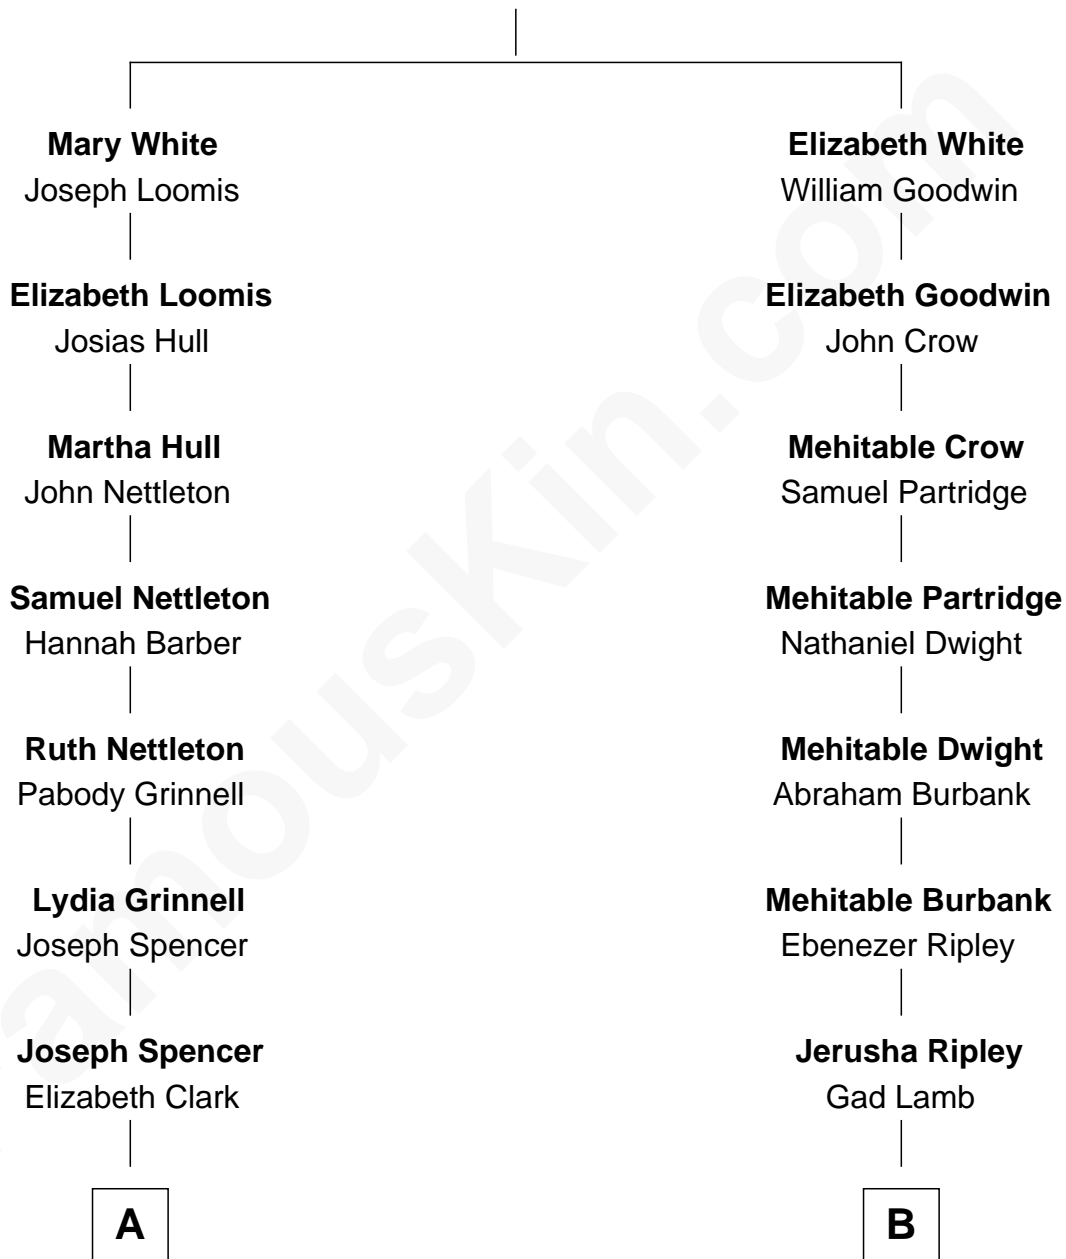 Mary White
Joseph Loomis
Elizabeth White
William Goodwin
Elizabeth Loomis
Josias Hull
Elizabeth Goodwin
John Crow
Martha Hull
John Nettleton
Mehitable Crow
Samuel Partridge
Samuel Nettleton
Hannah Barber
Mehitable Partridge
Nathaniel Dwight
Ruth Nettleton
Pabody Grinnell
Mehitable Dwight
Abraham Burbank
Lydia Grinnell
Joseph Spencer
Mehitable Burbank
Ebenezer Ripley
Joseph Spencer
Elizabeth Clark
Jerusha Ripley
Gad Lamb
A
B
amousKin.com